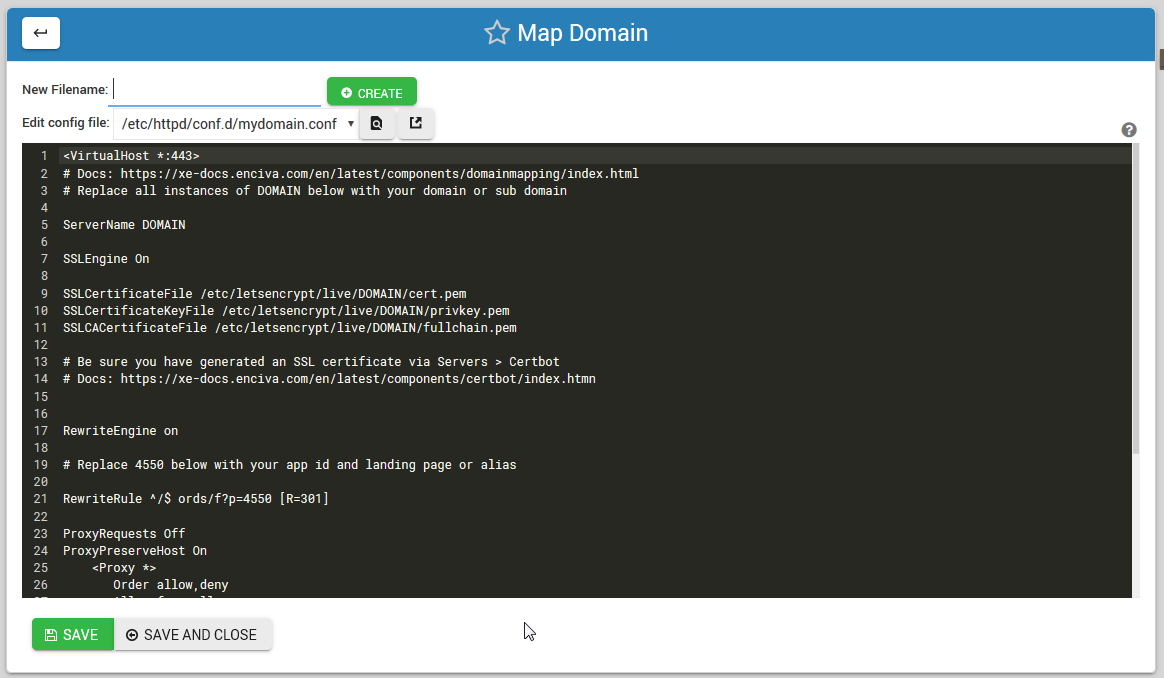 Map Domain
New Filename:
CREATE
Edit config file: /etc/httpd/conf.d/mydomain.conf
1 <VirtualHost *:443>
2 # Docs: https://xe-docs.enciva.com/en/latest/components/domainmapping/index.html
3 # Replace all instances of DOMAIN below with your domain or sub domain
4
5 ServerName DOMAIN
6
7 SSLEngine On
8
9 SSLCertificateFile /etc/letsencrypt/live/DOMAIN/cert.pem
10 SSLCertificateKeyFile /etc/letsencrypt/live/DOMAIN/privkey.pem
11 SSLCACertificateFile /etc/letsencrypt/live/DOMAIN/fullchain.pem
12
13 # Be sure you have generated an SSL certificate via Servers > Certbot
14 # Docs: https://xe-docs.enciva.com/en/latest/components/certbot/index.htmn
15
16
17 RewriteEngine on
18
19 # Replace 4550 below with your app id and landing page or alias
20
21 RewriteRule ^/$ ords/f?p=4550 [R=301]
22
23 ProxyRequests Off
24 ProxyPreserveHost On
25 <Proxy *>
26 Order allow,deny
SAVE
SAVE AND CLOSE